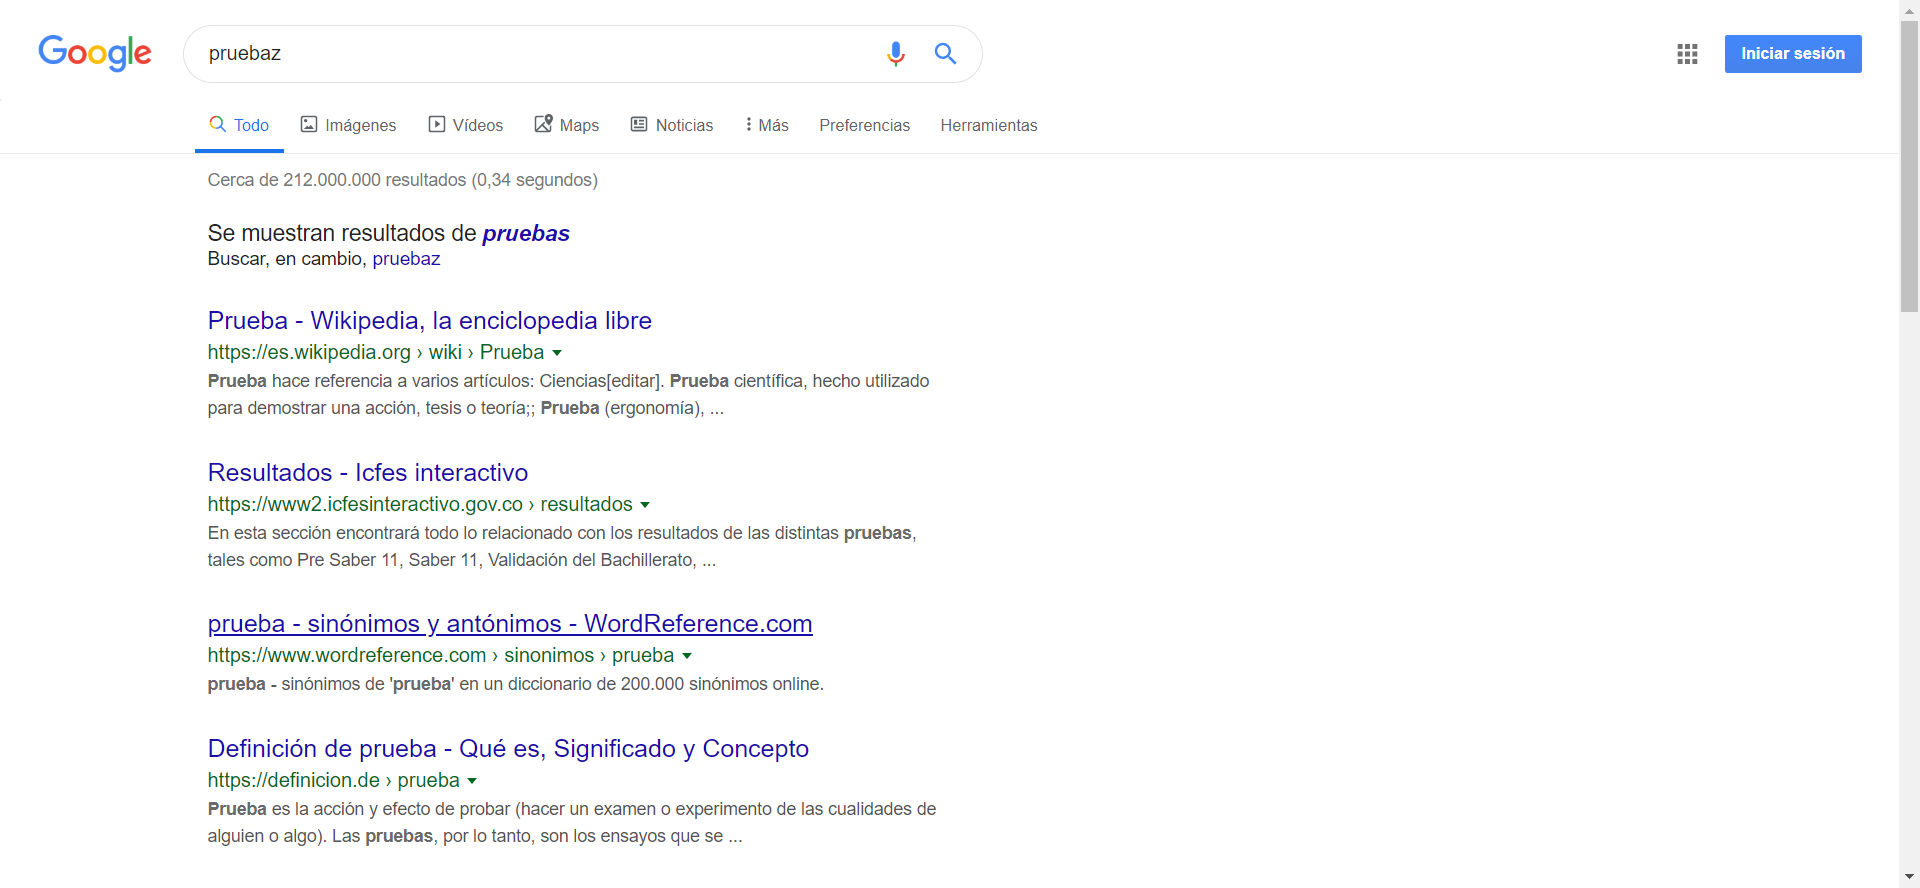 Google
pruebaz
Iniciar sesión
Todo Imágenes Vídeos Maps Noticias Más Preferencias Herramientas
Cerca de 212.000.000 resultados (0,34 segundos)
Se muestran resultados de pruebas
Buscar, en cambio, pruebaz
Prueba - Wikipedia, la enciclopedia libre
https://es.wikipedia.org › wiki › Prueba
Prueba hace referencia a varios artículos: Ciencias[editar]. Prueba científica, hecho utilizado
para demostrar una acción, tesis o teoría;; Prueba (ergonomía), ...
Resultados - Icfes interactivo
https://www2.icfesinteractivo.gov.co › resultados
En esta sección encontrará todo lo relacionado con los resultados de las distintas pruebas,
tales como Pre Saber 11, Saber 11, Validación del Bachillerato, ...
prueba - sinónimos y antónimos - WordReference.com
https://www.wordreference.com › sinonimos › prueba
prueba - sinónimos de 'prueba' en un diccionario de 200.000 sinónimos online.
Definición de prueba - Qué es, Significado y Concepto
https://definicion.de › prueba
Prueba es la acción y efecto de probar (hacer un examen o experimento de las cualidades de
alguien o algo). Las pruebas, por lo tanto, son los ensayos que se ...